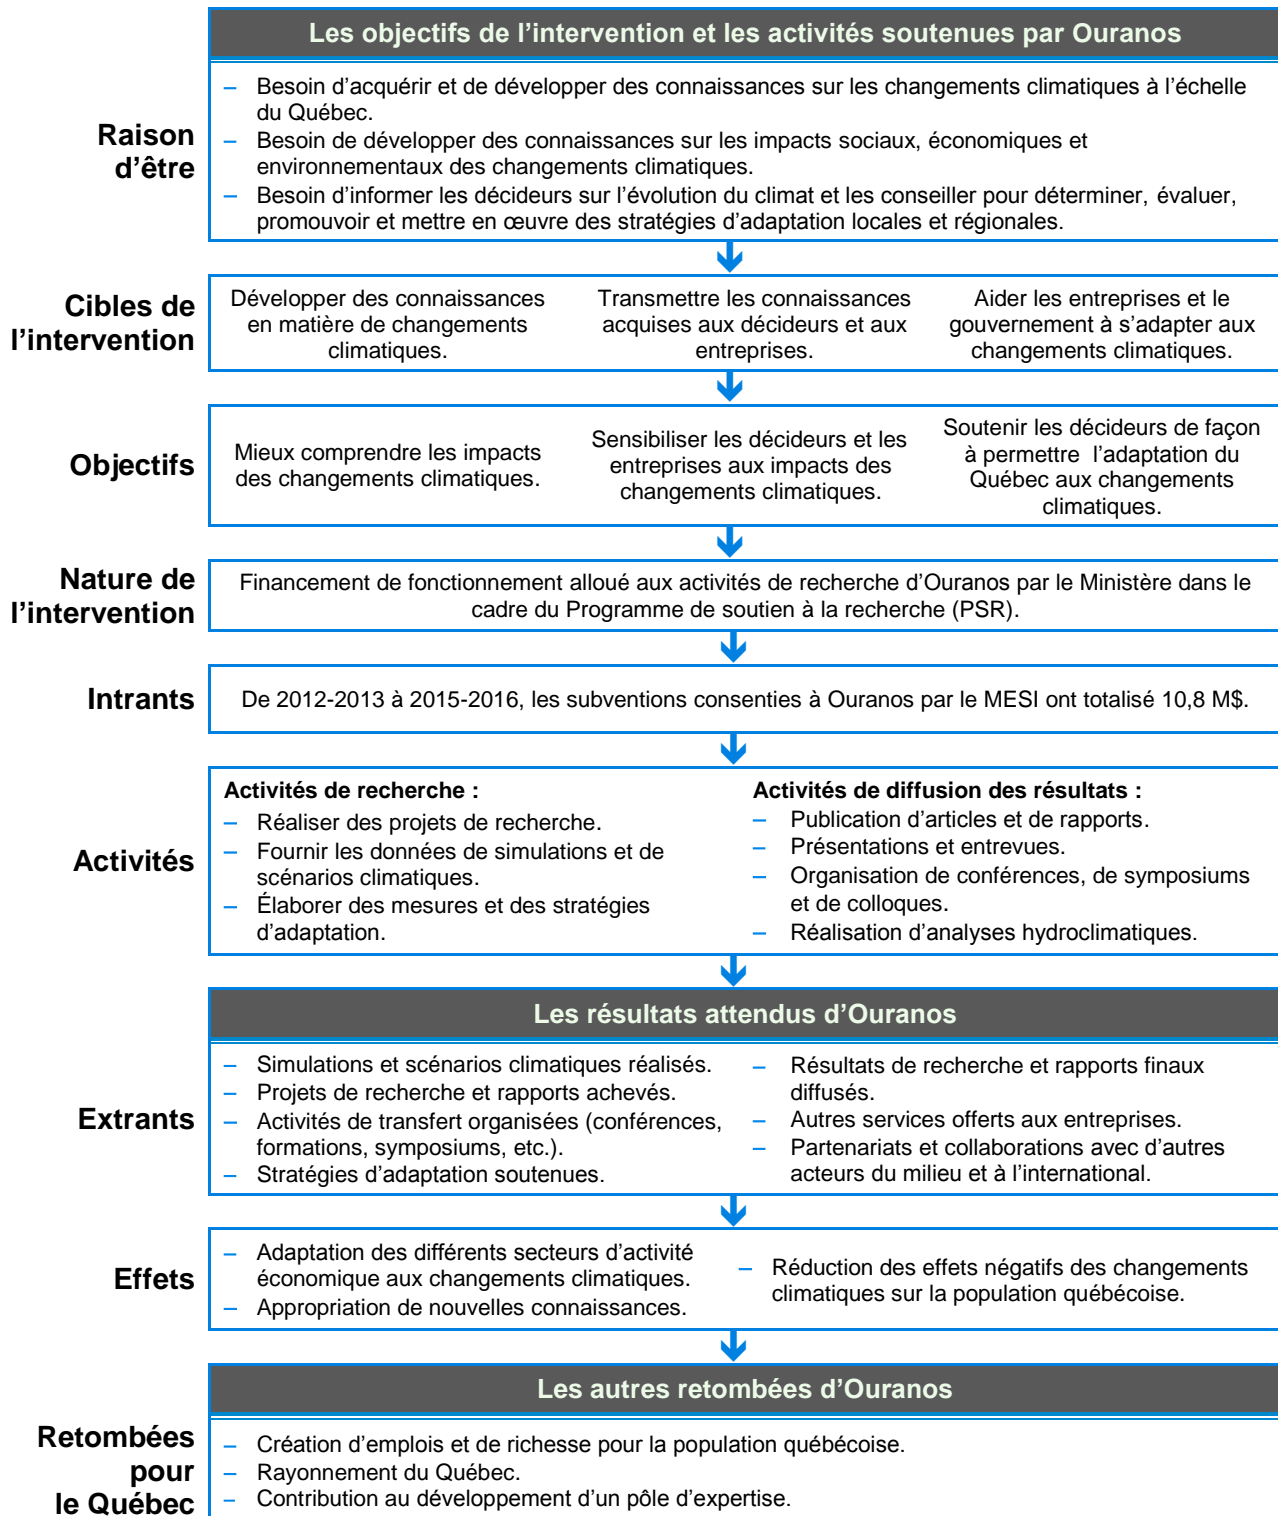 Les objectifs de l’intervention et les activités soutenues par Ouranos
Raison
d’être
– Besoin d’acquérir et de développer des connaissances sur les changements climatiques à l’échelle
du Québec.
– Besoin de développer des connaissances sur les impacts sociaux, économiques et
environnementaux des changements climatiques.
– Besoin d’informer les décideurs sur l’évolution du climat et les conseiller pour déterminer, évaluer,
promouvoir et mettre en œuvre des stratégies d’adaptation locales et régionales.
Cibles de
l’intervention
Développer des connaissances
en matière de changements
climatiques.
Transmettre les connaissances
acquises aux décideurs et aux
entreprises.
Aider les entreprises et le
gouvernement à s’adapter aux
changements climatiques.
Objectifs
Mieux comprendre les impacts
des changements climatiques.
Sensibiliser les décideurs et les
entreprises aux impacts des
changements climatiques.
Soutenir les décideurs de façon
à permettre l’adaptation du
Québec aux changements
climatiques.
Nature de
l’intervention
Financement de fonctionnement alloué aux activités de recherche d’Ouranos par le Ministère dans le
cadre du Programme de soutien à la recherche (PSR).
Intrants
De 2012-2013 à 2015-2016, les subventions consenties à Ouranos par le MESI ont totalisé 10,8 M$.
Activités
Activités de recherche :
– Réaliser des projets de recherche.
– Fournir les données de simulations et de
scénarios climatiques.
– Élaborer des mesures et des stratégies
d’adaptation.
Activités de diffusion des résultats :
– Publication d’articles et de rapports.
– Présentations et entrevues.
– Organisation de conférences, de symposiums
et de colloques.
– Réalisation d’analyses hydroclimatiques.
Les résultats attendus d’Ouranos
Extrants
– Simulations et scénarios climatiques réalisés.
– Projets de recherche et rapports achevés.
– Activités de transfert organisées (conférences,
formations, symposiums, etc.).
– Stratégies d’adaptation soutenues.
– Résultats de recherche et rapports finaux
diffusés.
– Autres services offerts aux entreprises.
– Partenariats et collaborations avec d’autres
acteurs du milieu et à l’international.
Effets
– Adaptation des différents secteurs d’activité
économique aux changements climatiques.
– Appropriation de nouvelles connaissances.
– Réduction des effets négatifs des changements
climatiques sur la population québécoise.
Les autres retombées d’Ouranos
Retombées
pour
le Québec
– Création d’emplois et de richesse pour la population québécoise.
– Rayonnement du Québec.
– Contribution au développement d’un pôle d’expertise.